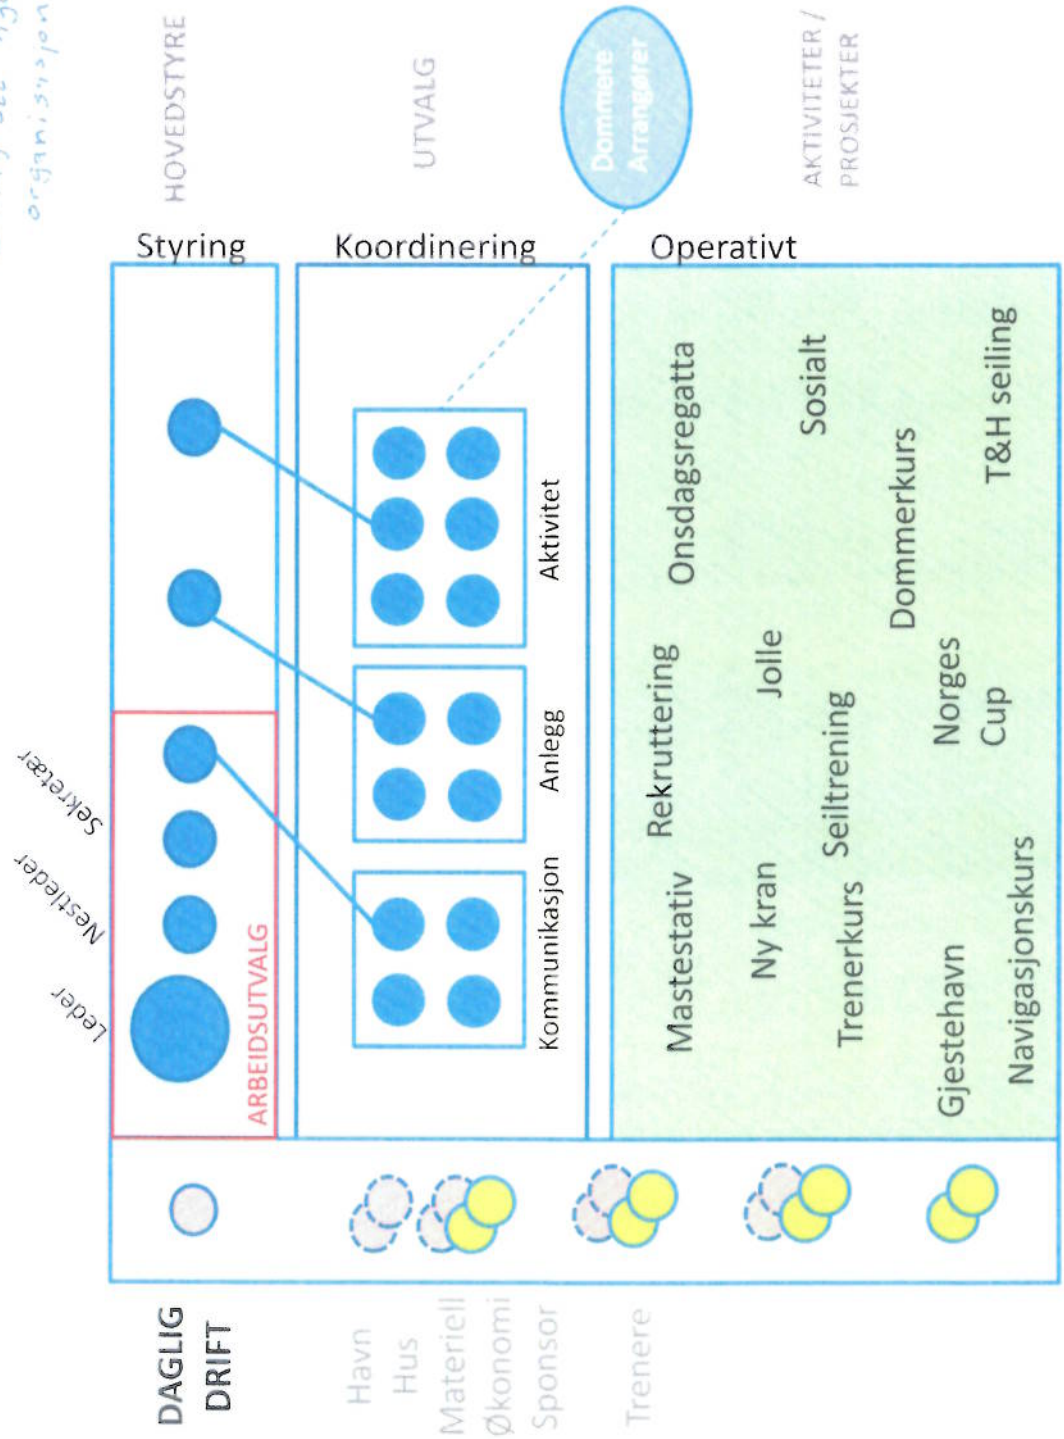 organisasjon
DAGLIG
DRIFT
Leder
Nestleder
Sekretær
ARBEIDSUTVALG
Styring
HOVEDSTYRE
Havn
Hus
Materiell
Økonomi
Sponsor
Trenere
Kommunikasjon
Anlegg
Aktivitet
Koordinering
UTVALG
Dommere
Arrangører
Operativt
AKTIVITETER /
PROSJEKTER
Mastestativ
Rekruttering
Onsdagsregatta
Ny kran
Jolle
Sosialt
Trenerkurs
Seiltrening
Dommerkurs
Gjestehavn
Norges
Cup
T&H seiling
Navigasjonskurs